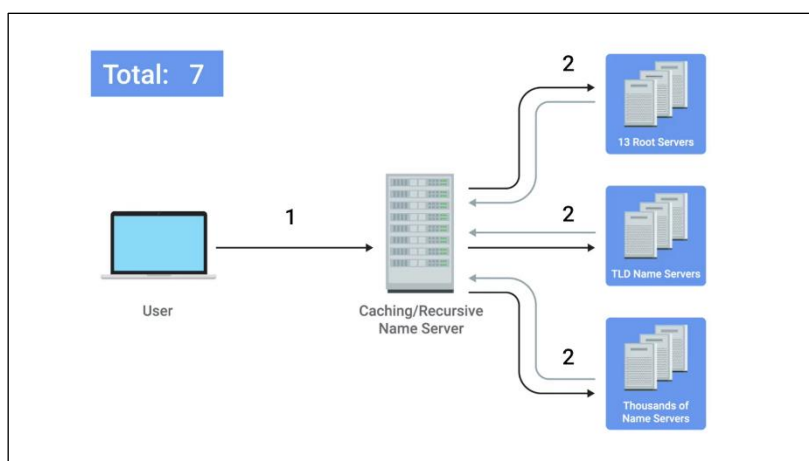 Total: 7
2
13 Root Servers
1
2
TLD Name Servers
User
Caching/Recursive
Name Server
2
Thousands of
Name Servers